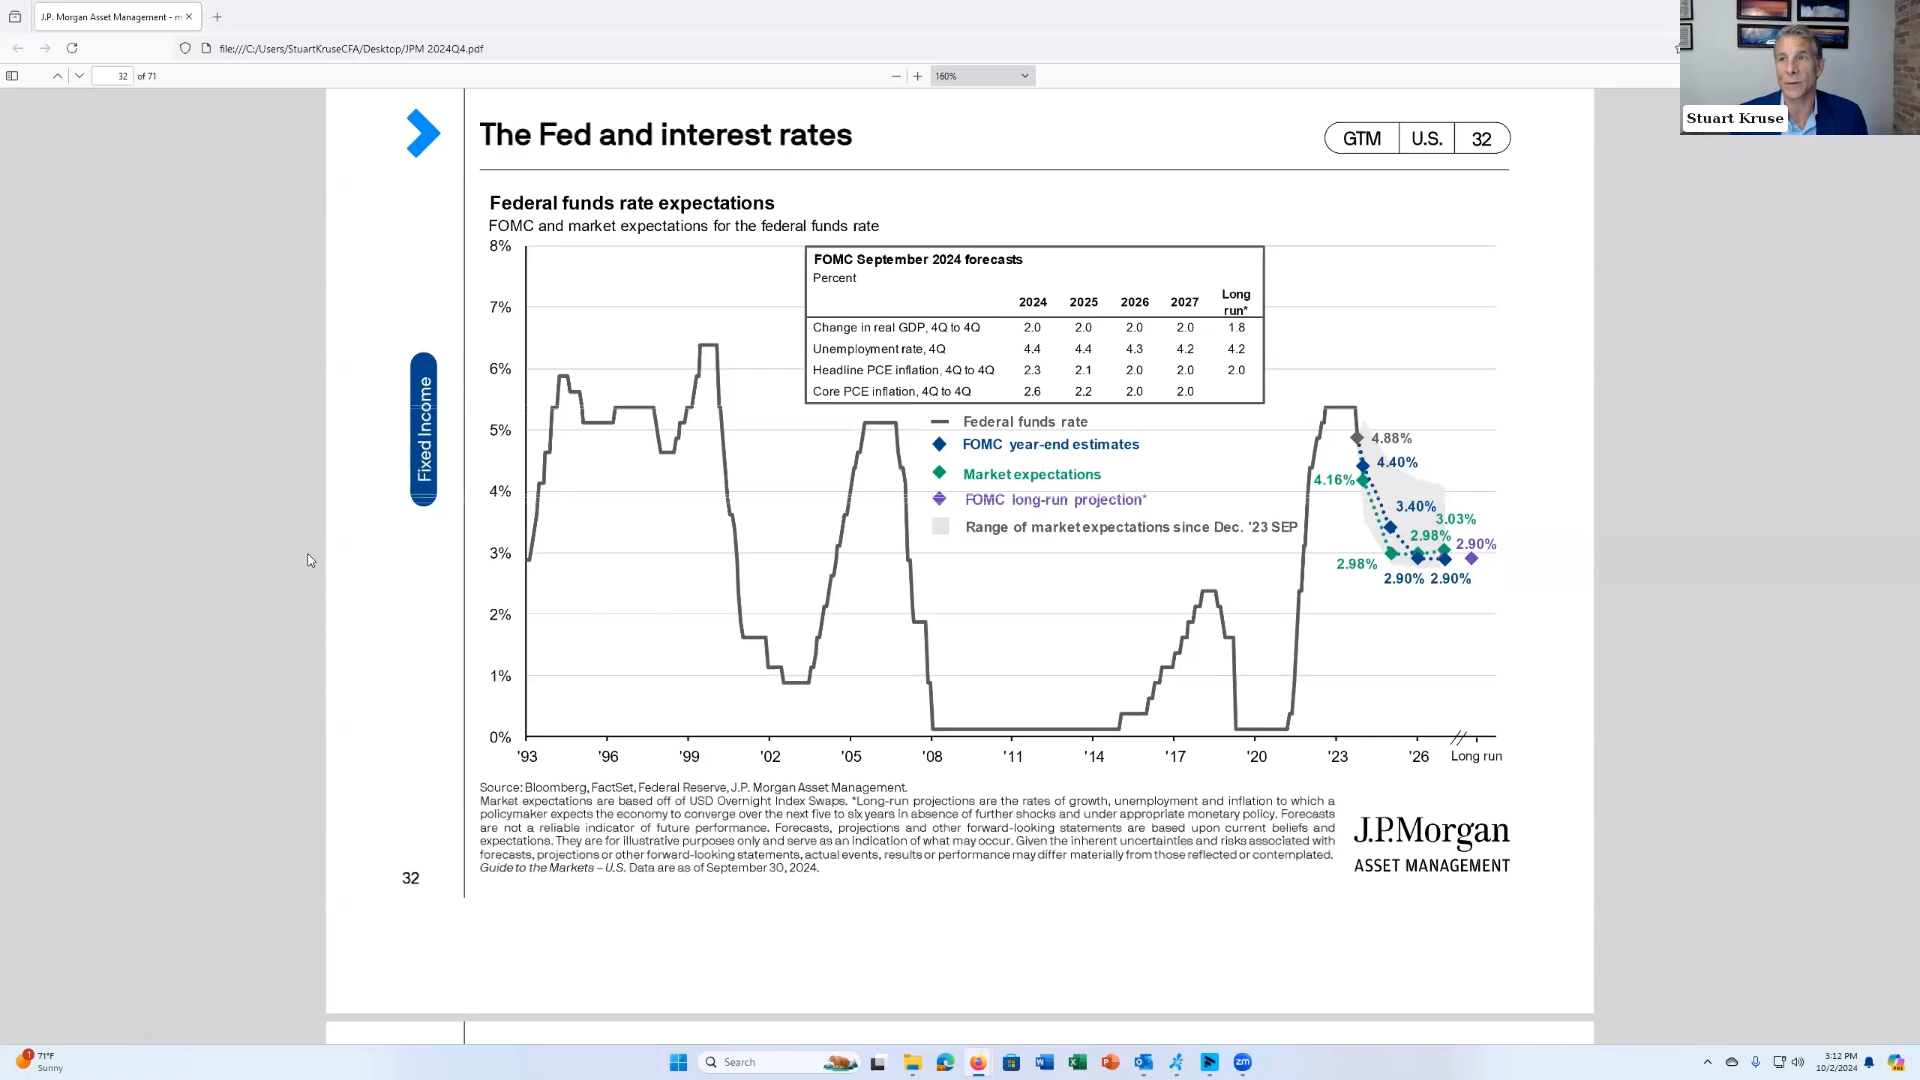 J.P. Morgan Asset Management - m
file:///C:/Users/StuartKruseCFA/Desktop/JPM 2024Q4.pdf
32 of 71
160%
Stuart Kruse
The Fed and interest rates
GTM U.S. 32
Federal funds rate expectations
FOMC and market expectations for the federal funds rate
8%
7%
6%
5%
4%
3%
2%
1%
0%
FOMC September 2024 forecasts
Percent
2024 2025 2026 2027 Long run*
Change in real GDP, 4Q to 4Q 2.0 2.0 2.0 2.0 1.8
Unemployment rate, 4Q 4.4 4.4 4.3 4.2 4.2
Headline PCE inflation, 4Q to 4Q 2.3 2.1 2.0 2.0 2.0
Core PCE inflation, 4Q to 4Q 2.6 2.2 2.0 2.0
Federal funds rate
FOMC year-end estimates
Market expectations
FOMC long-run projection*
Range of market expectations since Dec. '23 SEP
4.88%
4.40%
4.16%
3.40%
3.03%
2.98%
2.90%
2.98%
2.90% 2.90%
'93 '96 '99 '02 '05 '08 '11 '14 '17 '20 '23 '26 Long run
Fixed Income
Source: Bloomberg, FactSet, Federal Reserve, J.P. Morgan Asset Management.
Market expectations are based off of USD Overnight Index Swaps. *Long-run projections are the rates of growth, unemployment and inflation to which a
policymaker expects the economy to converge over the next five to six years in absence of further shocks and under appropriate monetary policy. Forecasts
are not a reliable indicator of future performance. Forecasts, projections and other forward-looking statements are based upon current beliefs and
expectations. They are for illustrative purposes only and serve as an indication of what may occur. Given the inherent uncertainties and risks associated with
forecasts, projections or other forward-looking statements, actual events, results or performance may differ materially from those reflected or contemplated.
Guide to the Markets – U.S. Data are as of September 30, 2024.
J.P.Morgan
ASSET MANAGEMENT
32
1
71°F
Sunny
Search
zm
3:12 PM
10/2/2024